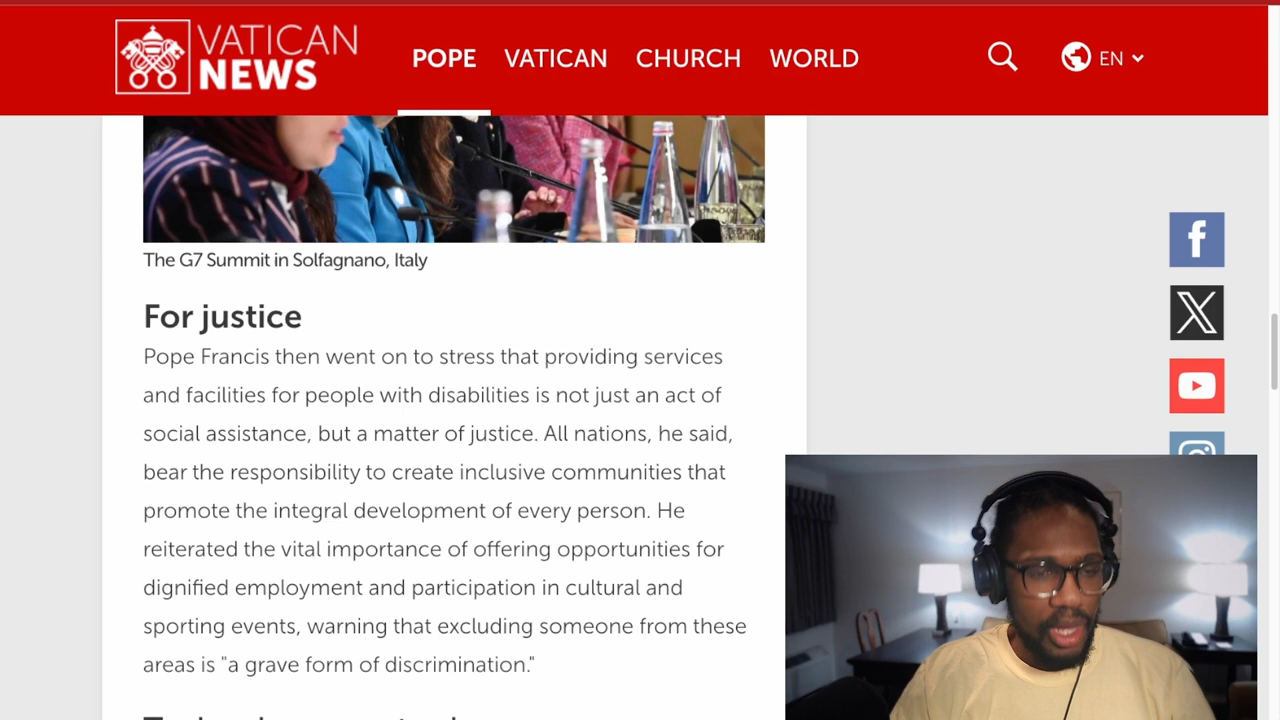 VATICAN
NEWS
POPE
VATICAN
CHURCH
WORLD
EN
The G7 Summit in Solfagnano, Italy
For justice
Pope Francis then went on to stress that providing services
and facilities for people with disabilities is not just an act of
social assistance, but a matter of justice. All nations, he said,
bear the responsibility to create inclusive communities that
promote the integral development of every person. He
reiterated the vital importance of offering opportunities for
dignified employment and participation in cultural and
sporting events, warning that excluding someone from these
areas is "a grave form of discrimination."